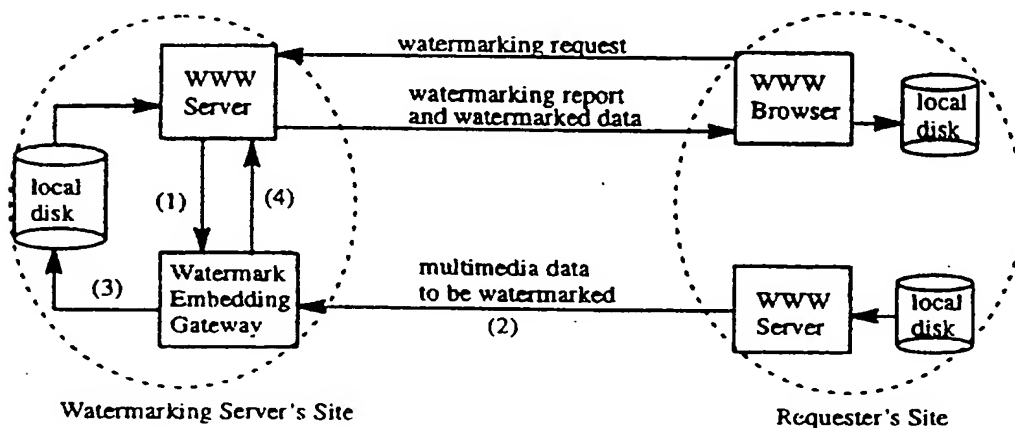 watermarking request
WWW
Server
WWW
Browser
local
disk
watermarking report
and watermarked data
local
disk
(1)
(4)
(3)
Watermark
Embedding
Gateway
multimedia data
to be watermarked
(2)
WWW
Server
local
disk
Watermarking Server's Site
Requester's Site